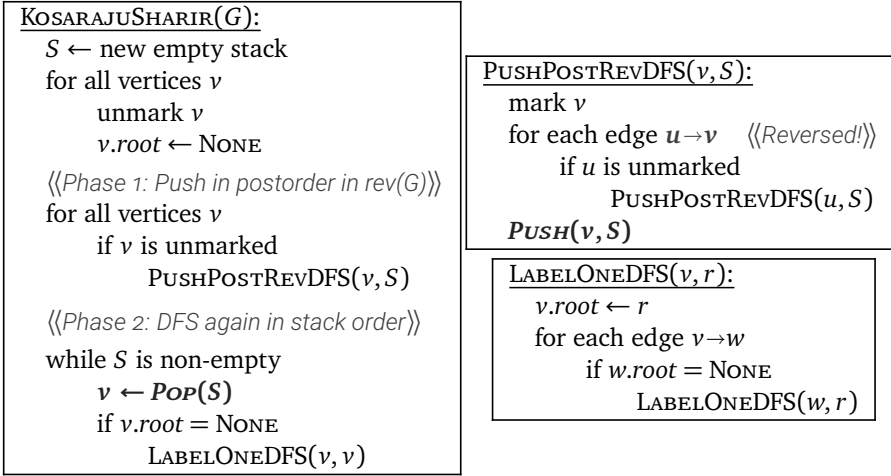 KOSARAJUSHARIR(G):
S ← new empty stack
for all vertices v
unmark v
v.root ← NONE
⟨⟨Phase 1: Push in postorder in rev(G)⟩⟩
for all vertices v
if v is unmarked
PUSHPOSTREVDFS(v, S)
⟨⟨Phase 2: DFS again in stack order⟩⟩
while S is non-empty
v ← POP(S)
if v.root = NONE
LABELONEDFS(v, v)
PUSHPOSTREVDFS(v, S):
mark v
for each edge u→v ⟨⟨Reversed!⟩⟩
if u is unmarked
PUSHPOSTREVDFS(u, S)
PUSH(v, S)
LABELONEDFS(v, r):
v.root ← r
for each edge v→w
if w.root = NONE
LABELONEDFS(w, r)